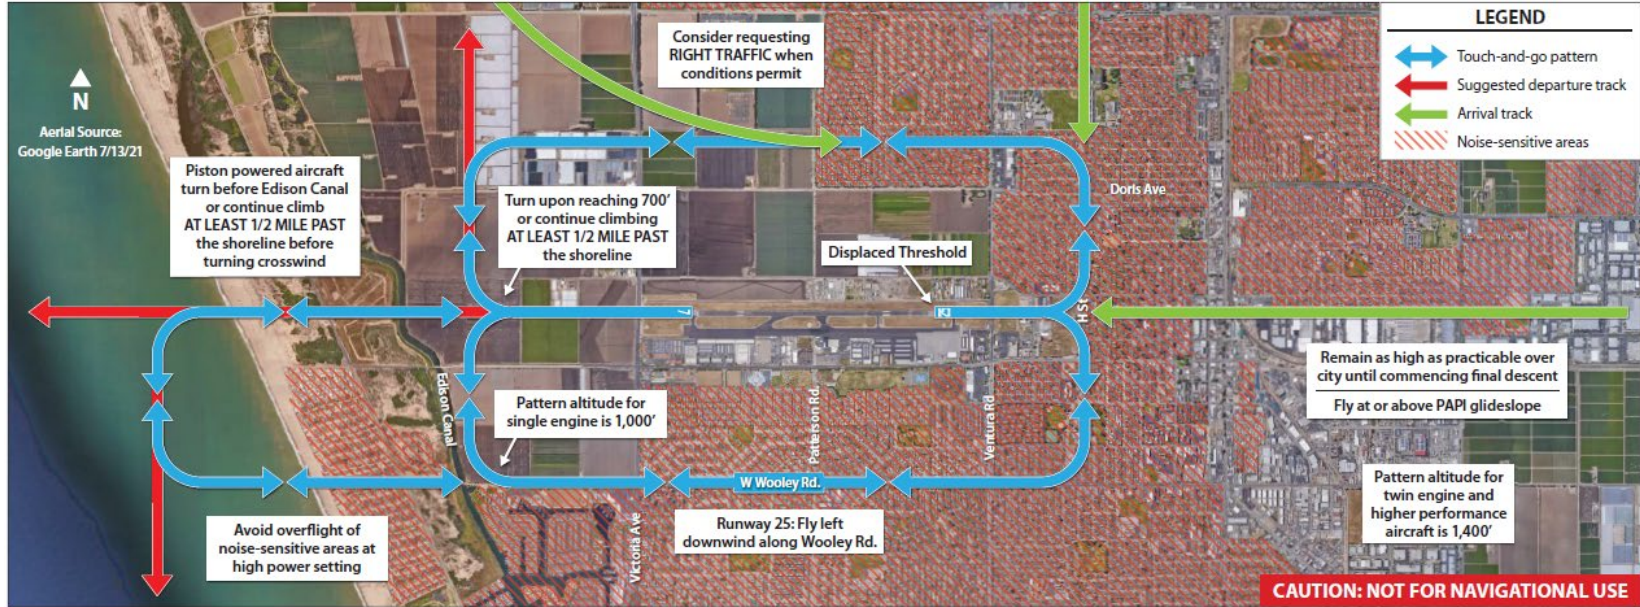 LEGEND
Touch-and-go pattern
Suggested departure track
Arrival track
Noise-sensitive areas
N
Aerial Source:
Google Earth 7/13/21
Consider requesting
RIGHT TRAFFIC when
conditions permit
Piston powered aircraft
turn before Edison Canal
or continue climb
AT LEAST 1/2 MILE PAST
the shoreline before
turning crosswind
Turn upon reaching 700’
or continue climbing
AT LEAST 1/2 MILE PAST
the shoreline
Displaced Threshold
Doris Ave
7
25
H St
Remain as high as practicable over
city until commencing final descent
Fly at or above PAPI glideslope
Edison Canal
Pattern altitude for
single engine is 1,000’
Patterson Rd.
Ventura Rd
W Wooley Rd.
Pattern altitude for
twin engine and
higher performance
aircraft is 1,400’
Avoid overflight of
noise-sensitive areas at
high power setting
Victoria Ave
Runway 25: Fly left
downwind along Wooley Rd.
CAUTION: NOT FOR NAVIGATIONAL USE